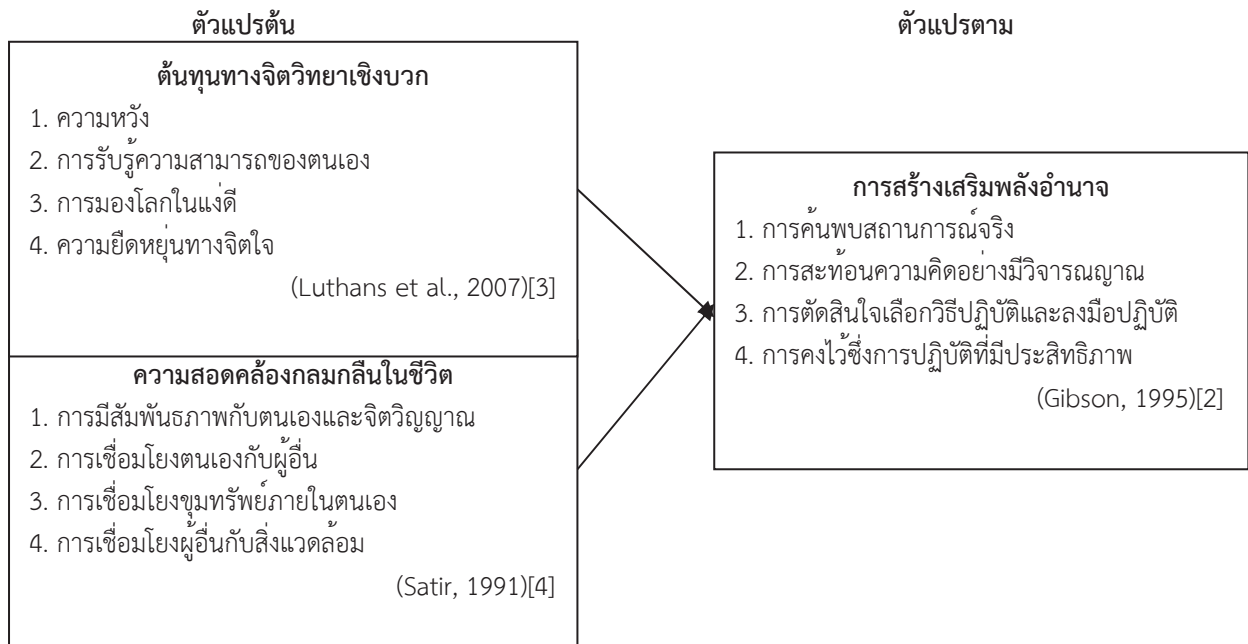 ตัวแปรต้น
ตัวแปรตาม
ต้นทุนทางจิตวิทยาเชิงบวก
1. ความหวัง
2. การรับรู้ความสามารถของตนเอง
3. การมองโลกในแง่ดี
4. ความยืดหยุ่นทางจิตใจ
(Luthans et al., 2007)[3]
ความสอดคล้องกลมกลืนในชีวิต
1. การมีสัมพันธภาพกับตนเองและจิตวิญญาณ
2. การเชื่อมโยงตนเองกับผู้อื่น
3. การเชื่อมโยงขุมทรัพย์ภายในตนเอง
4. การเชื่อมโยงผู้อื่นกับสิ่งแวดล้อม
(Satir, 1991)[4]
การสร้างเสริมพลังอำนาจ
1. การค้นพบสถานการณ์จริง
2. การสะท้อนความคิดอย่างมีวิจารณญาณ
3. การตัดสินใจเลือกวิธีปฏิบัติและลงมือปฏิบัติ
4. การคงไว้ซึ่งการปฏิบัติที่มีประสิทธิภาพ
(Gibson, 1995)[2]